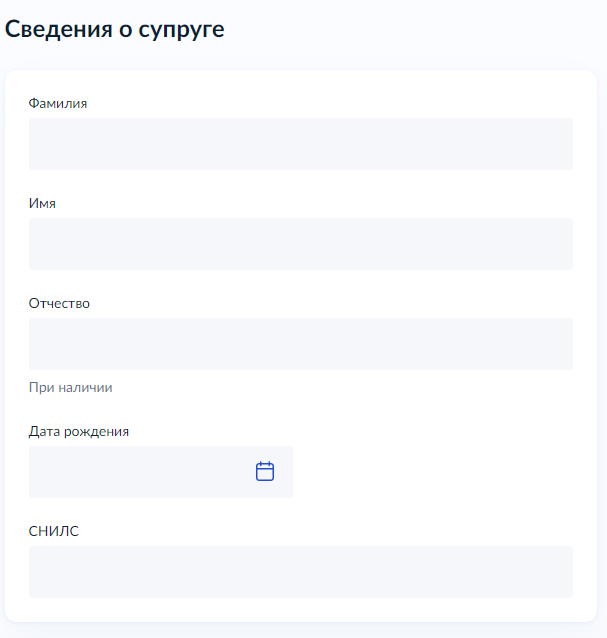 Сведения о супруге
Фамилия
Имя
Отчество
При наличии
Дата рождения
СНИЛС